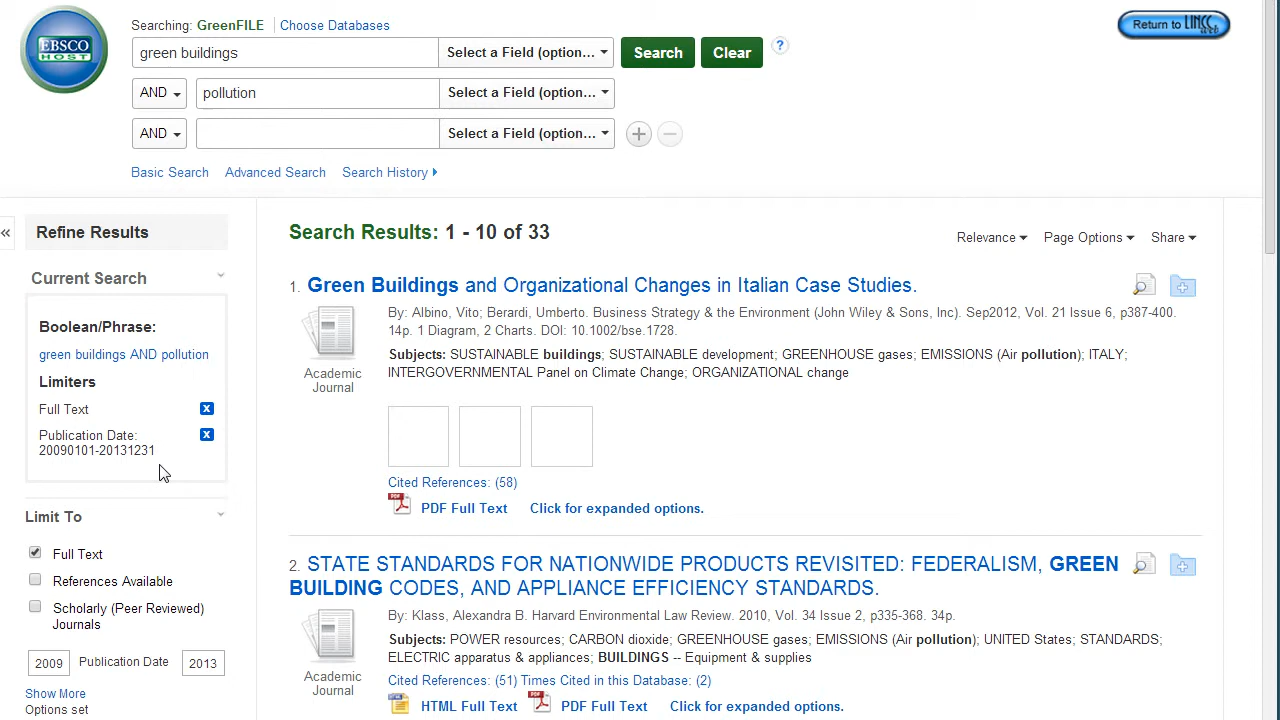 Searching: GreenFILE Choose Databases
Return to LINCC web
EBSCO HOST
green buildings Select a Field (option... Search Clear ?
AND pollution Select a Field (option...
AND Select a Field (option...
Basic Search Advanced Search Search History
«
Refine Results
Current Search
Boolean/Phrase:
green buildings AND pollution
Limiters
Full Text x
Publication Date: x
20090101-20131231
Limit To
Full Text
References Available
Scholarly (Peer Reviewed)
Journals
2009 Publication Date 2013
Show More
Options set
Search Results: 1 - 10 of 33
Relevance Page Options Share
1. Green Buildings and Organizational Changes in Italian Case Studies.
By: Albino, Vito; Berardi, Umberto. Business Strategy & the Environment (John Wiley & Sons, Inc). Sep2012, Vol. 21 Issue 6, p387-400.
14p. 1 Diagram, 2 Charts. DOI: 10.1002/bse.1728.
Subjects: SUSTAINABLE buildings; SUSTAINABLE development; GREENHOUSE gases; EMISSIONS (Air pollution); ITALY;
INTERGOVERNMENTAL Panel on Climate Change; ORGANIZATIONAL change
Academic
Journal
Cited References: (58)
PDF Full Text Click for expanded options.
2. STATE STANDARDS FOR NATIONWIDE PRODUCTS REVISITED: FEDERALISM, GREEN
BUILDING CODES, AND APPLIANCE EFFICIENCY STANDARDS.
By: Klass, Alexandra B. Harvard Environmental Law Review. 2010, Vol. 34 Issue 2, p335-368. 34p.
Subjects: POWER resources; CARBON dioxide; GREENHOUSE gases; EMISSIONS (Air pollution); UNITED States; STANDARDS;
ELECTRIC apparatus & appliances; BUILDINGS -- Equipment & supplies
Academic
Journal
Cited References: (51) Times Cited in this Database: (2)
HTML Full Text PDF Full Text Click for expanded options.